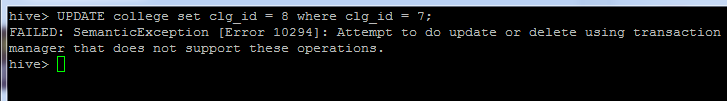 hive> UPDATE college set clg_id = 8 where clg_id = 7;
FAILED: SemanticException [Error 10294]: Attempt to do update or delete using transaction
manager that does not support these operations.
hive>